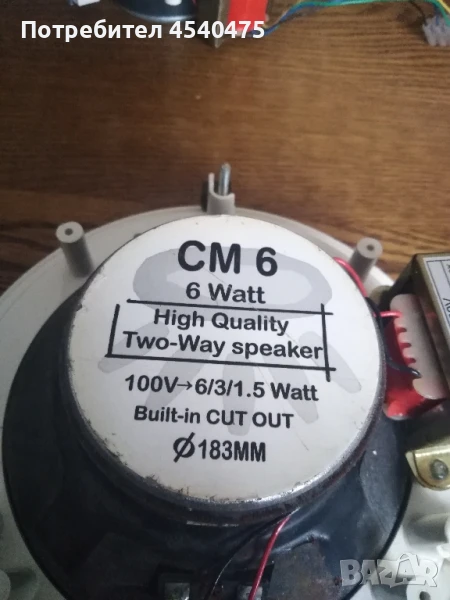 Потребител 4540475
CM 6
6 Watt
High Quality
Two-Way speaker
100V→6/3/1.5 Watt
Built-in CUT OUT
Ø183MM
BAZAR